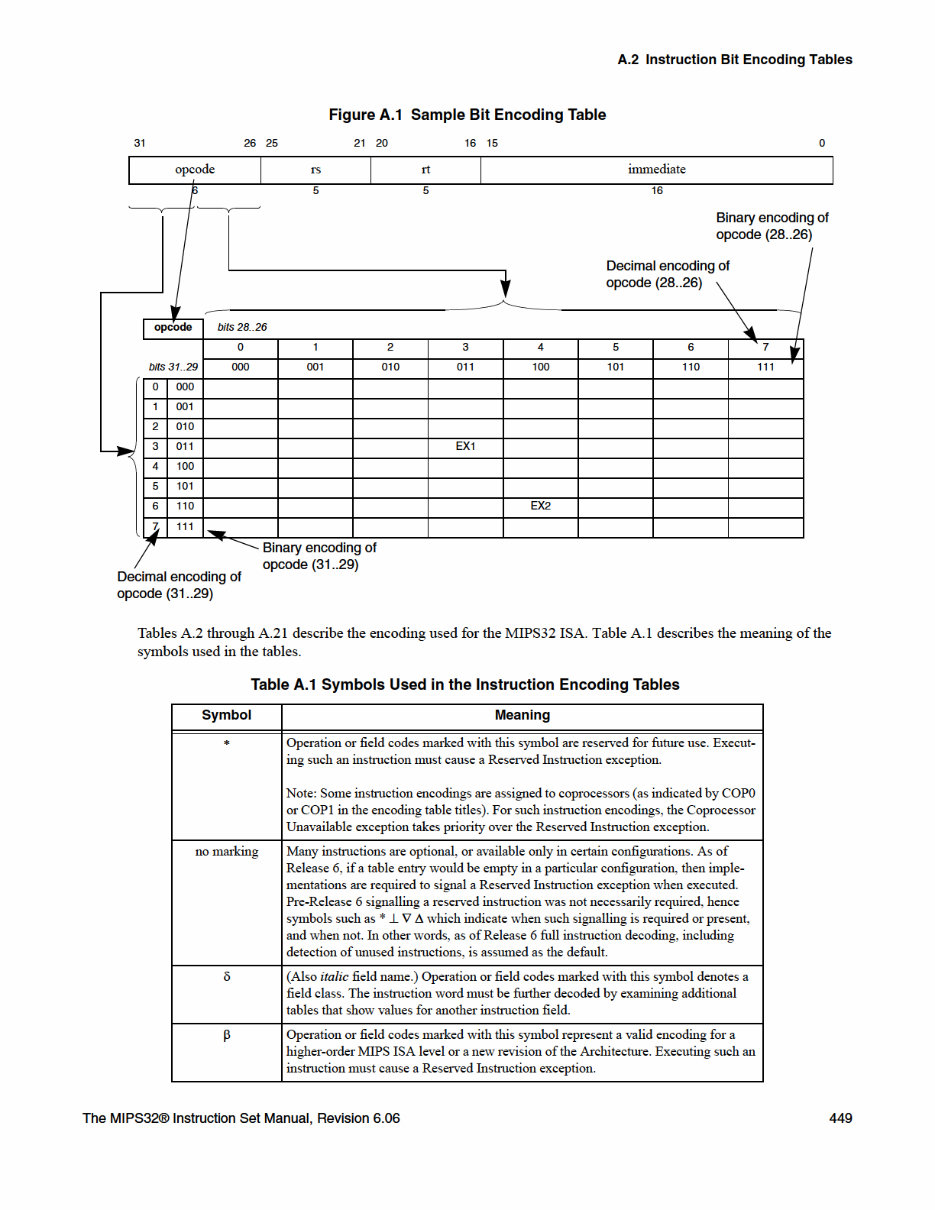 A.2 Instruction Bit Encoding Tables
Figure A.1 Sample Bit Encoding Table
31 26 25 21 20 16 15 0
opcode rs rt immediate
6 5 5 16
Binary encoding of
opcode (28..26)
Decimal encoding of
opcode (28..26)
opcode bits 28..26
0 1 2 3 4 5 6 7
bits 31..29 000 001 010 011 100 101 110 111
0 000
1 001
2 010
3 011 EX1
4 100
5 101
6 110 EX2
7 111
Binary encoding of
opcode (31..29)
Decimal encoding of
opcode (31..29)
Tables A.2 through A.21 describe the encoding used for the MIPS32 ISA. Table A.1 describes the meaning of the
symbols used in the tables.
Table A.1 Symbols Used in the Instruction Encoding Tables
Symbol Meaning
* Operation or field codes marked with this symbol are reserved for future use. Execut-
ing such an instruction must cause a Reserved Instruction exception.
Note: Some instruction encodings are assigned to coprocessors (as indicated by COP0
or COP1 in the encoding table titles). For such instruction encodings, the Coprocessor
Unavailable exception takes priority over the Reserved Instruction exception.
no marking Many instructions are optional, or available only in certain configurations. As of
Release 6, if a table entry would be empty in a particular configuration, then imple-
mentations are required to signal a Reserved Instruction exception when executed.
Pre-Release 6 signalling a reserved instruction was not necessarily required, hence
symbols such as * ⊥ ∇ Δ which indicate when such signalling is required or present,
and when not. In other words, as of Release 6 full instruction decoding, including
detection of unused instructions, is assumed as the default.
δ (Also italic field name.) Operation or field codes marked with this symbol denotes a
field class. The instruction word must be further decoded by examining additional
tables that show values for another instruction field.
β Operation or field codes marked with this symbol represent a valid encoding for a
higher-order MIPS ISA level or a new revision of the Architecture. Executing such an
instruction must cause a Reserved Instruction exception.
The MIPS32® Instruction Set Manual, Revision 6.06 449